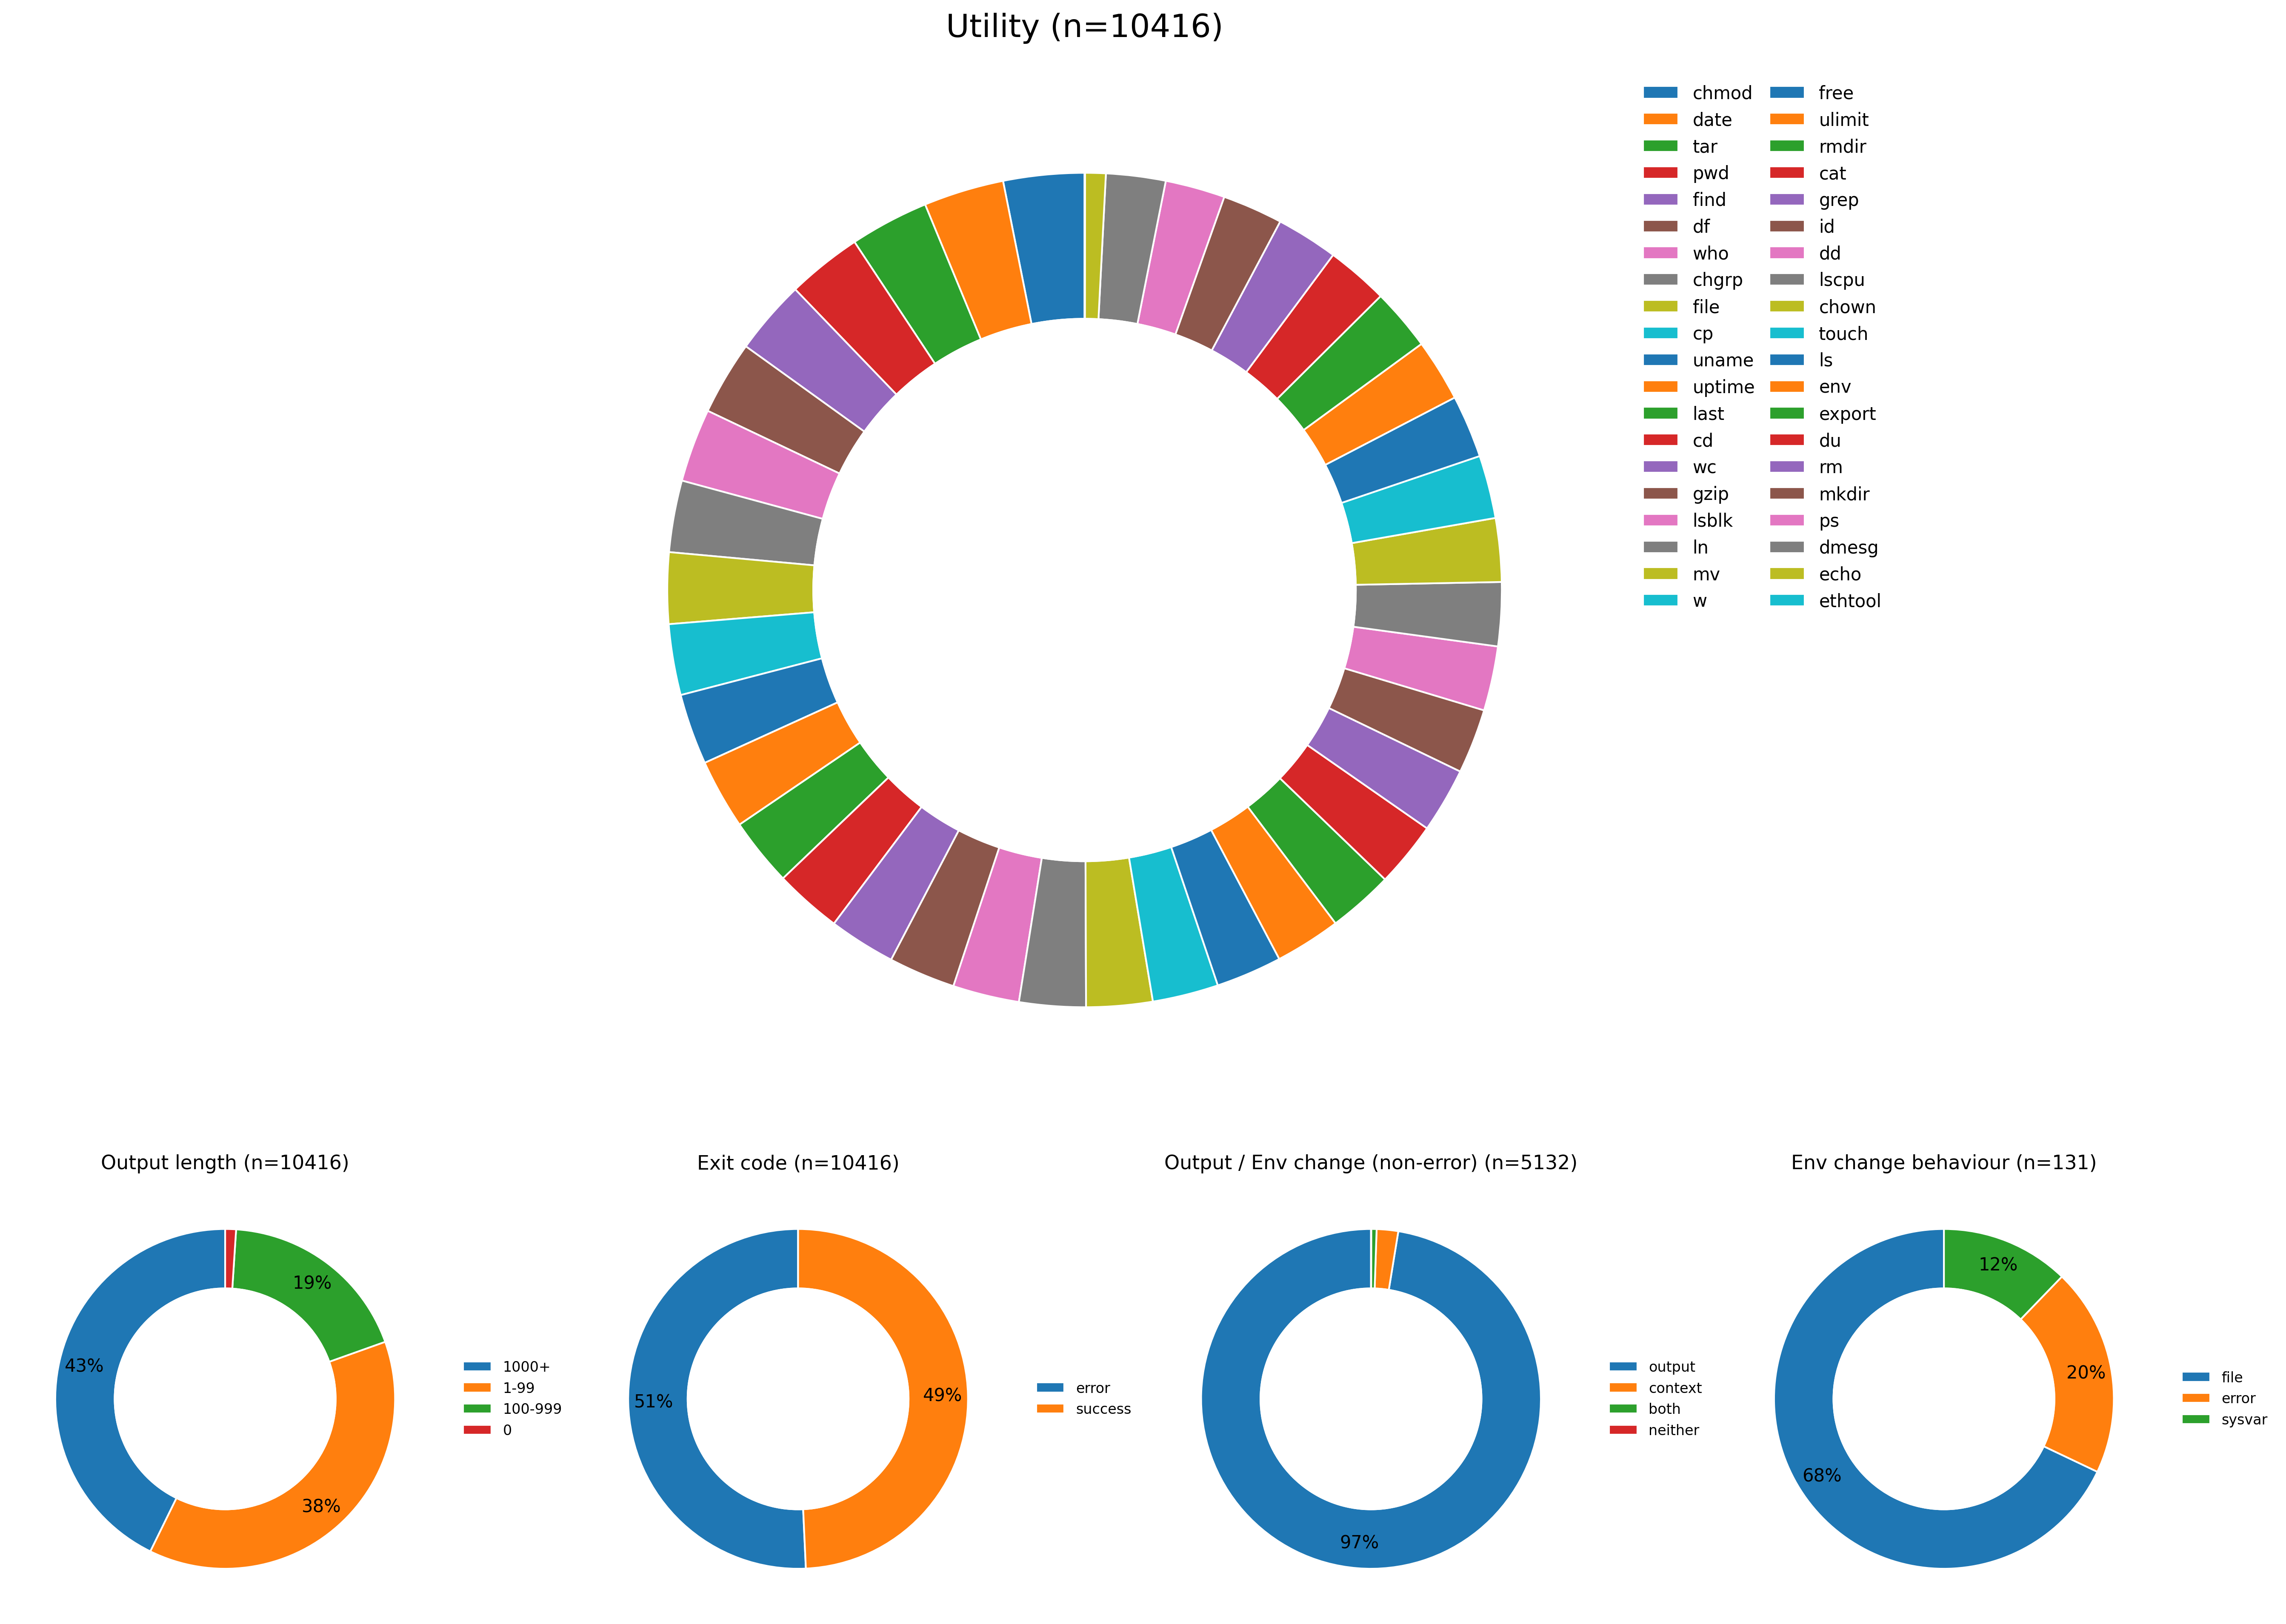 Utility (n=10416)
chmod free
date ulimit
tar rmdir
pwd cat
find grep
df id
who dd
chgrp lscpu
file chown
cp touch
uname ls
uptime env
last export
cd du
wc rm
gzip mkdir
lsblk ps
ln dmesg
mv echo
w ethtool
Output length (n=10416)
43%
38%
19%
1000+
1-99
100-999
0
Exit code (n=10416)
51%
49%
error
success
Output / Env change (non-error) (n=5132)
97%
output
context
both
neither
Env change behaviour (n=131)
68%
20%
12%
file
error
sysvar